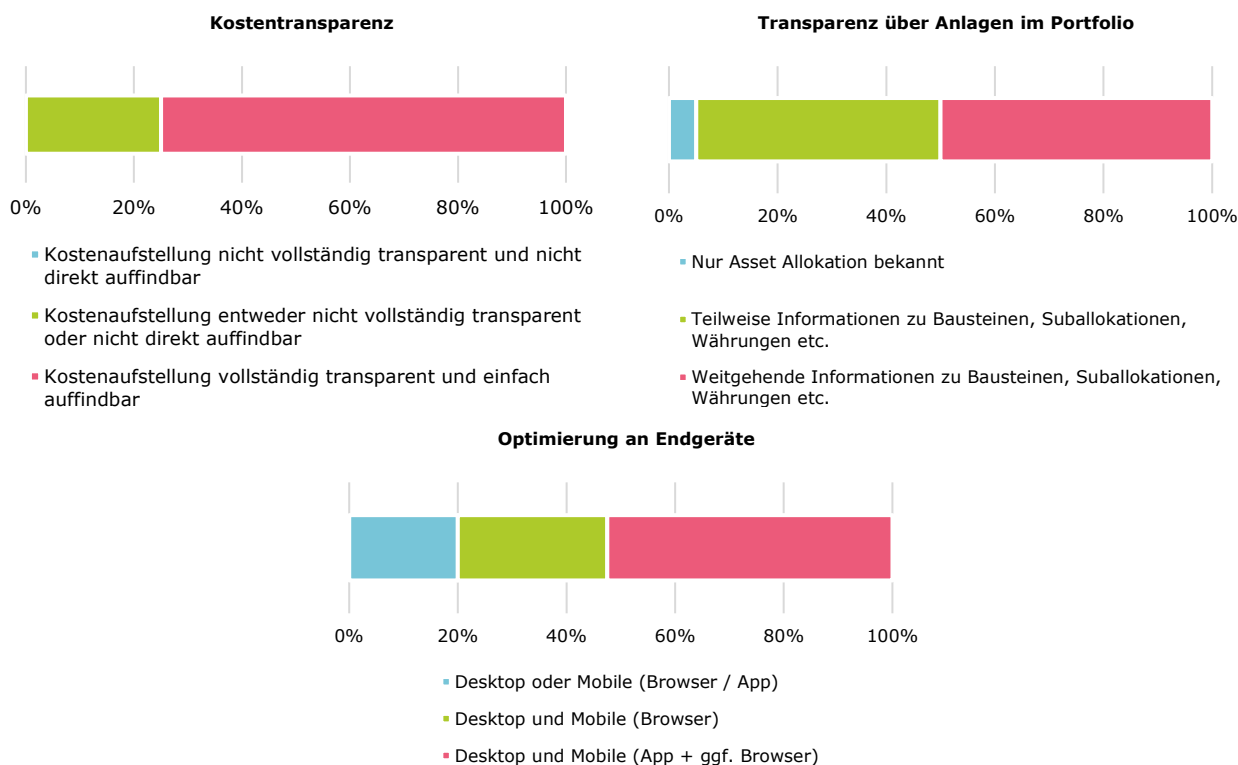 Kostentransparenz
0% 20% 40% 60% 80% 100%
Kostenaufstellung nicht vollständig transparent und nicht
direkt auffindbar
Kostenaufstellung entweder nicht vollständig transparent
oder nicht direkt auffindbar
Kostenaufstellung vollständig transparent und einfach
auffindbar
Transparenz über Anlagen im Portfolio
0% 20% 40% 60% 80% 100%
Nur Asset Allokation bekannt
Teilweise Informationen zu Bausteinen, Suballokationen,
Währungen etc.
Weitgehende Informationen zu Bausteinen, Suballokationen,
Währungen etc.
Optimierung an Endgeräte
0% 20% 40% 60% 80% 100%
Desktop oder Mobile (Browser / App)
Desktop und Mobile (Browser)
Desktop und Mobile (App + ggf. Browser)